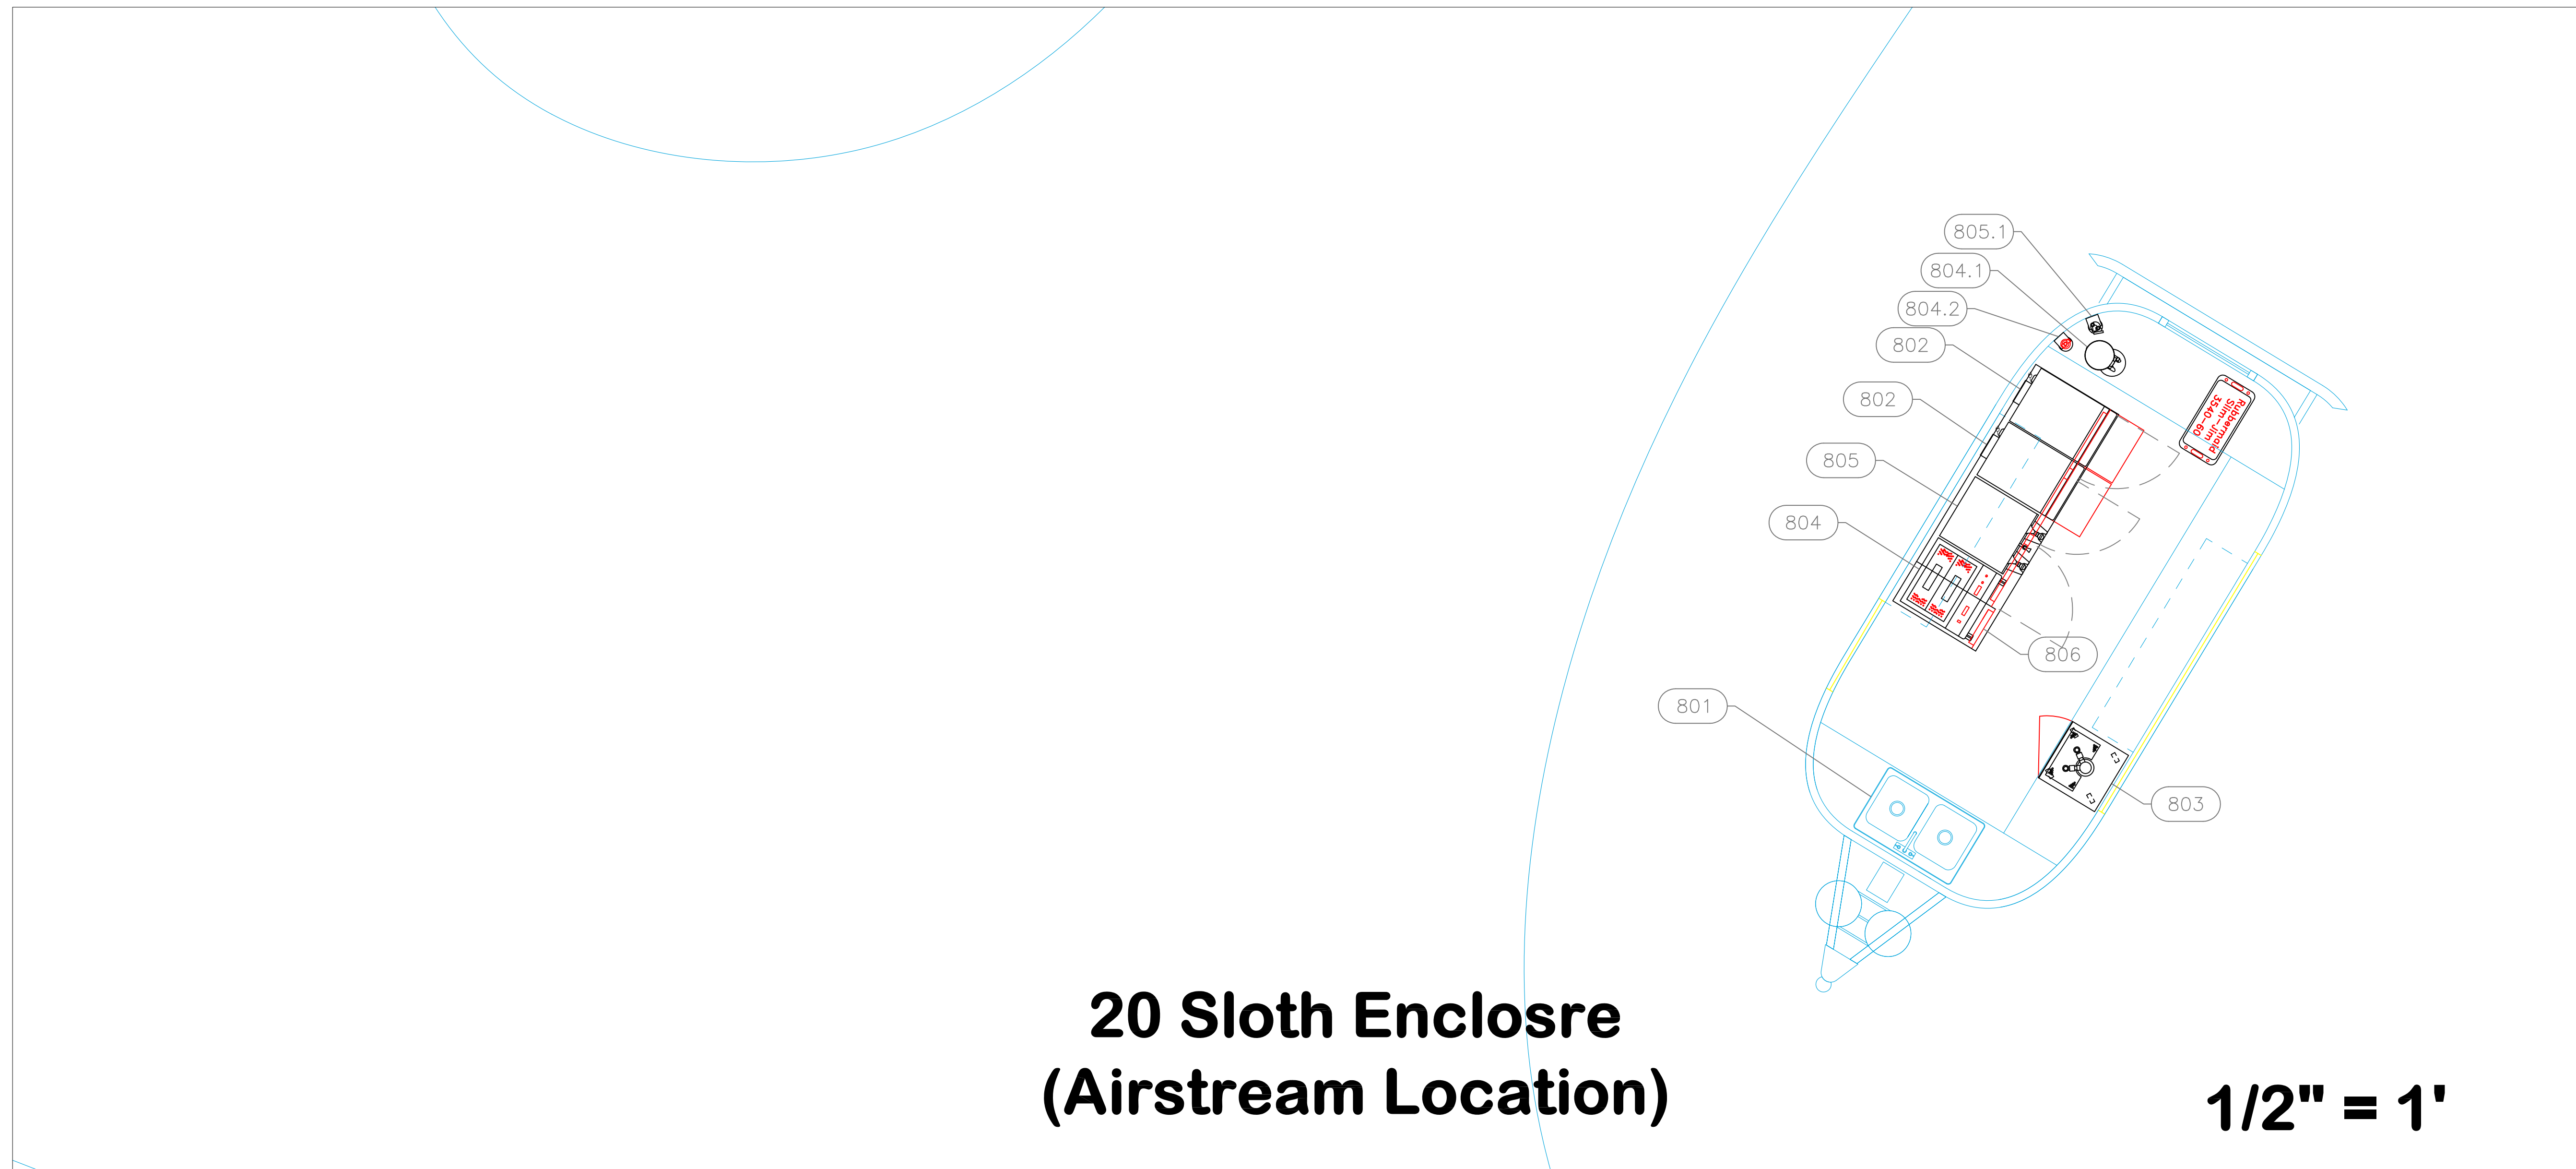 805.1
804.1
804.2
802
802
805
804
806
801
803
Rubbermaid
Slim-Jim
3540-60
20 Sloth Enclosre
(Airstream Location)
1/2" = 1'